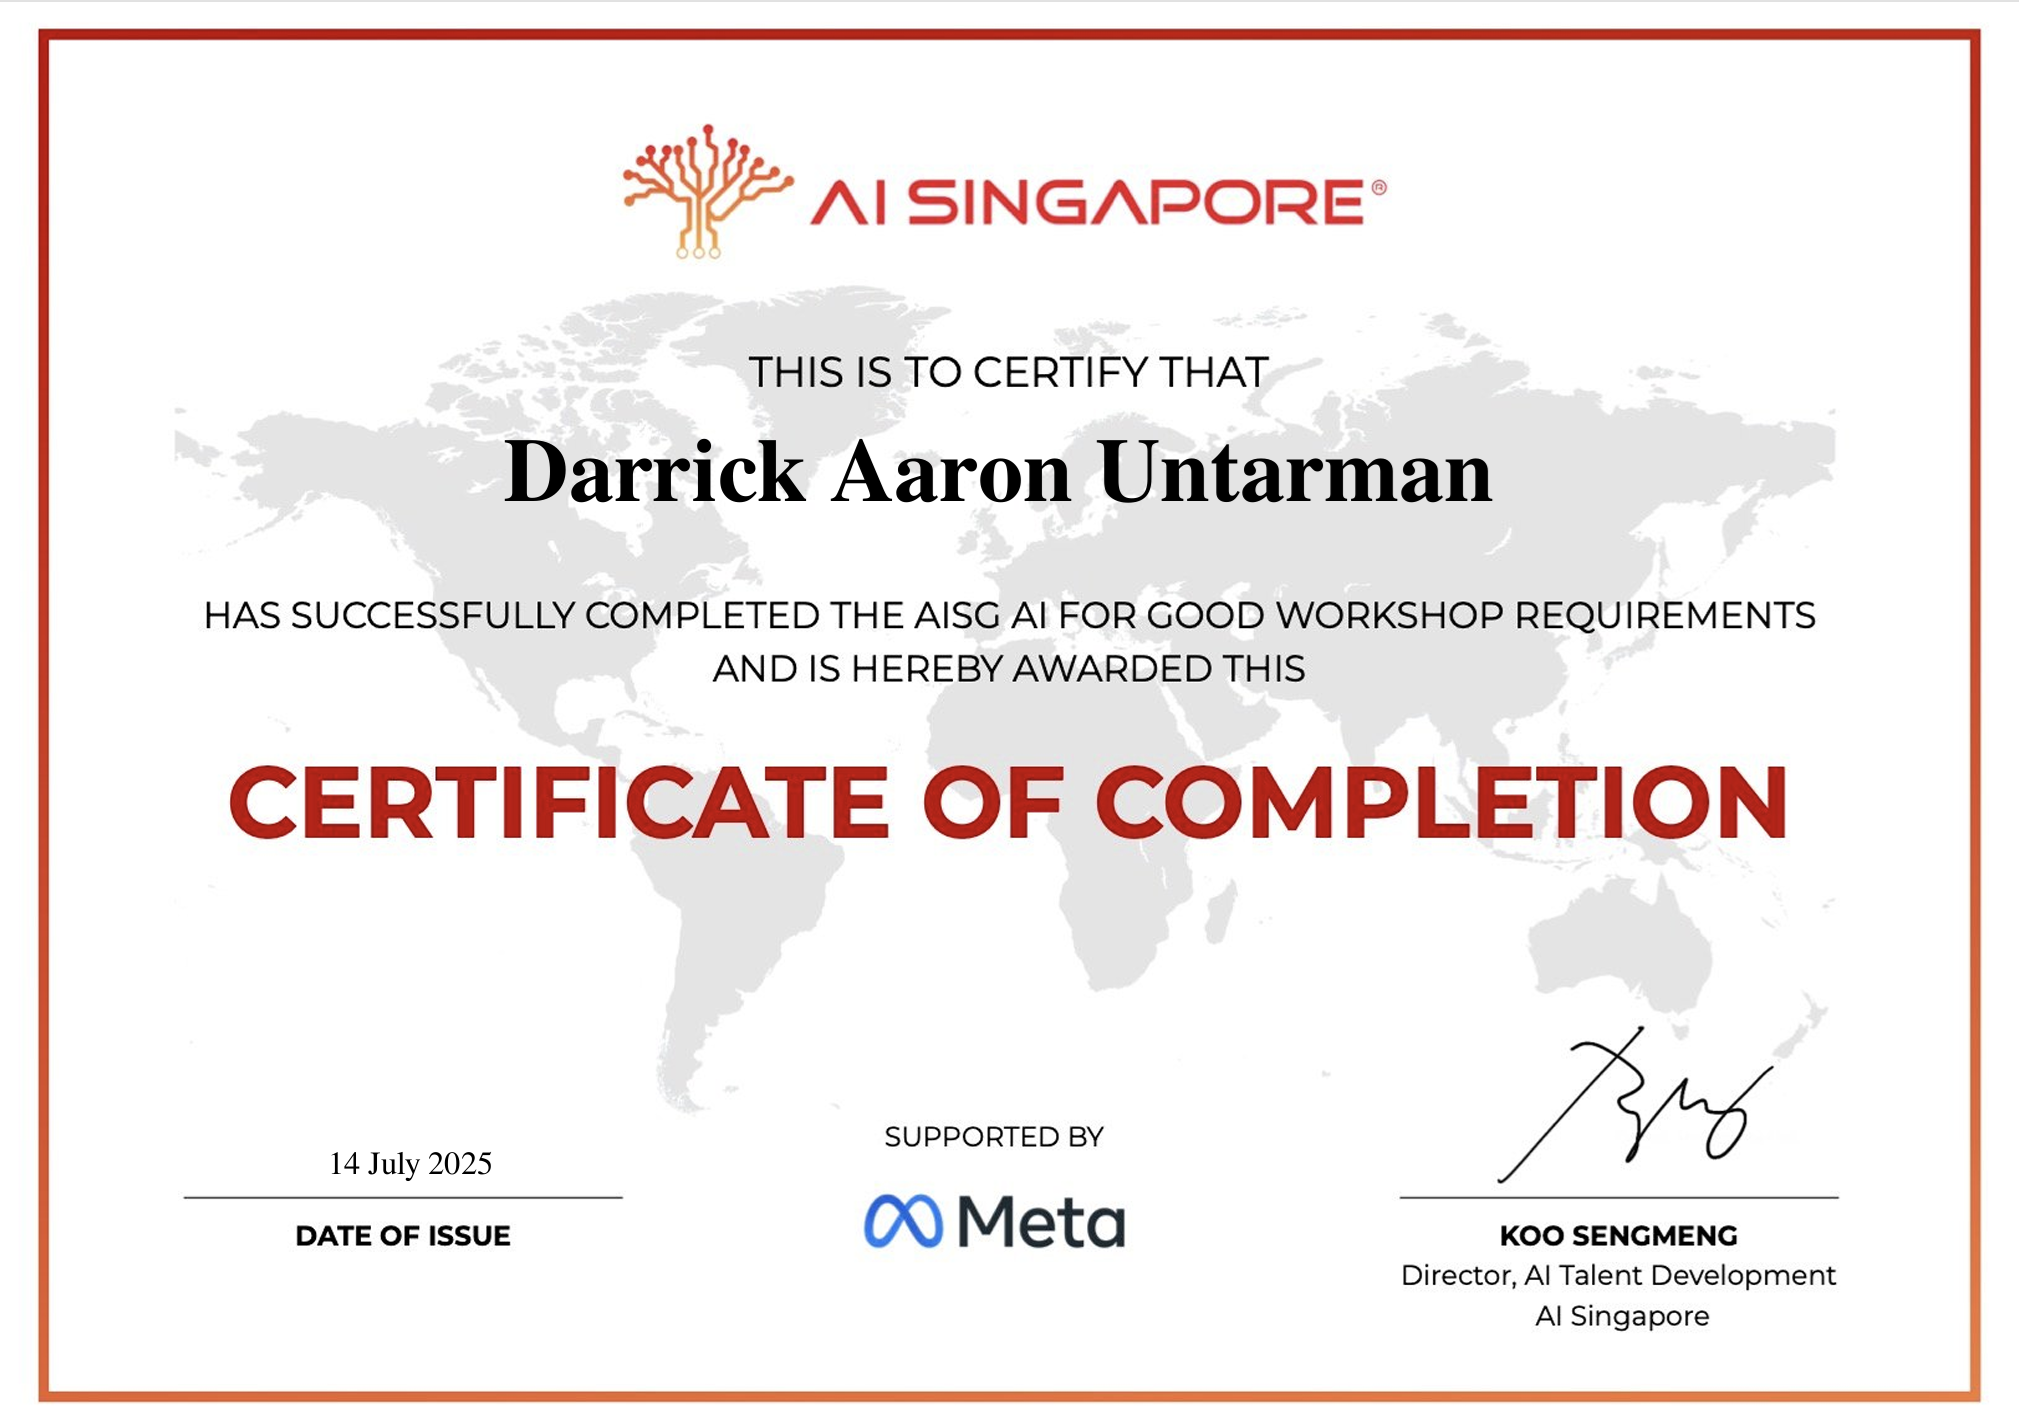 AI SINGAPORE®
THIS IS TO CERTIFY THAT
Darrick Aaron Untarman
HAS SUCCESSFULLY COMPLETED THE AISG AI FOR GOOD WORKSHOP REQUIREMENTS
AND IS HEREBY AWARDED THIS
CERTIFICATE OF COMPLETION
14 July 2025
DATE OF ISSUE
SUPPORTED BY
Meta
KOO SENGMENG
Director, AI Talent Development
AI Singapore